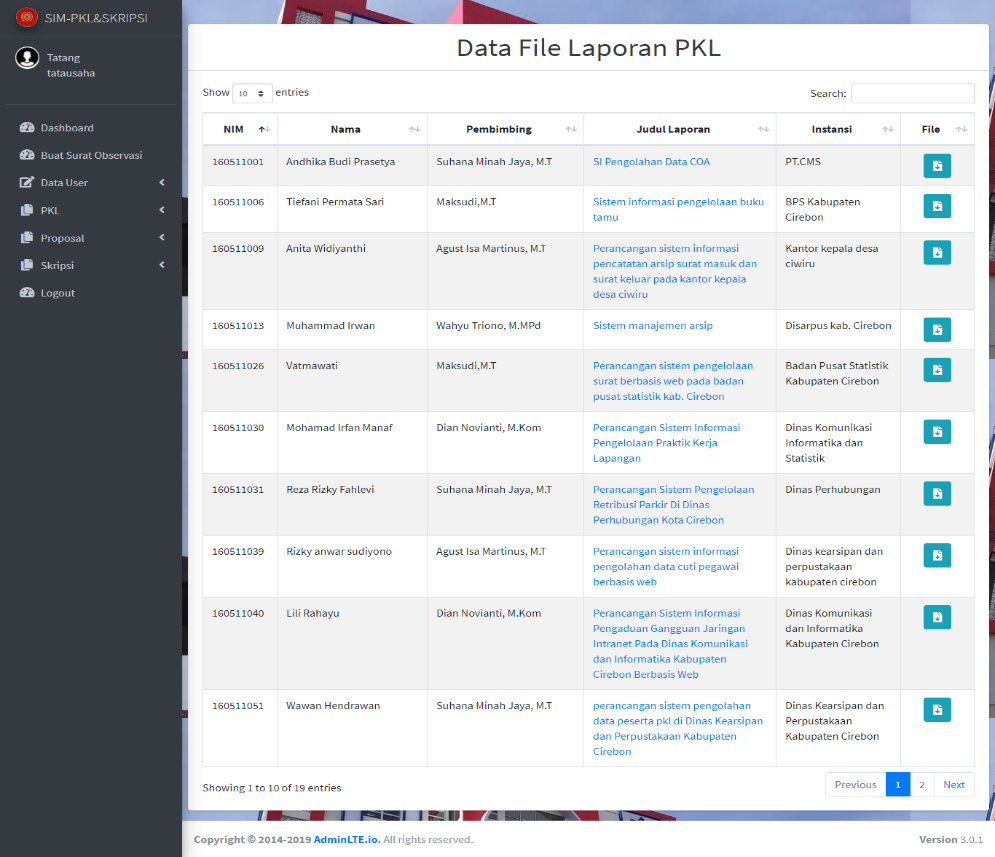 SIM-PKL&SKRIPSI
Tatang
tatausaha
Dashboard
Buat Surat Observasi
Data User
PKL
Proposal
Skripsi
Logout
Data File Laporan PKL
Show 10 entries
Search:
NIM Nama Pembimbing Judul Laporan Instansi File
160511001 Andhika Budi Prasetya Suhana Minah Jaya, M.T SI Pengolahan Data COA PT.CMS
160511006 Tiefani Permata Sari Maksudi,M.T Sistem informasi pengelolaan buku BPS Kabupaten
tamu Cirebon
160511009 Anita Widiyanthi Agust Isa Martinus, M.T Perancangan sistem informasi Kantor kepala desa
pencatatan arsip surat masuk dan ciwiru
surat keluar pada kantor kepala
desa ciwiru
160511013 Muhammad Irwan Wahyu Triono, M.MPd Sistem manajemen arsip Disarpus kab. Cirebon
160511026 Vatmawati Maksudi,M.T Perancangan sistem pengelolaan Badan Pusat Statistik
surat berbasis web pada badan Kabupaten Cirebon
pusat statistik kab. Cirebon
160511030 Mohamad Irfan Manaf Dian Novianti, M.Kom Perancangan Sistem Informasi Dinas Komunikasi
Pengelolaan Praktik Kerja Informatika dan
Lapangan Statistik
160511031 Reza Rizky Fahlevi Suhana Minah Jaya, M.T Perancangan Sistem Pengelolaan Dinas Perhubungan
Retribusi Parkir Di Dinas
Perhubungan Kota Cirebon
160511039 Rizky anwar sudiyono Agust Isa Martinus, M.T Perancangan sistem informasi Dinas kearsipan dan
pengolahan data cuti pegawai perpustakaan
berbasis web kabupaten cirebon
160511040 Lili Rahayu Dian Novianti, M.Kom Perancangan Sistem Informasi Dinas Komunikasi
Pengaduan Gangguan Jaringan dan Informatika
Intranet Pada Dinas Komunikasi Kabupaten Cirebon
dan Informatika Kabupaten
Cirebon Berbasis Web
160511051 Wawan Hendrawan Suhana Minah Jaya, M.T perancangan sistem pengolahan Dinas Kearsipan dan
data peserta pkl di Dinas Kearsipan Perpustakaan
dan Perpustakaan Kabupaten Kabupaten Cirebon
Cirebon
Showing 1 to 10 of 19 entries
Previous 1 2 Next
Copyright © 2014-2019 AdminLTE.io. All rights reserved.
Version 3.0.1